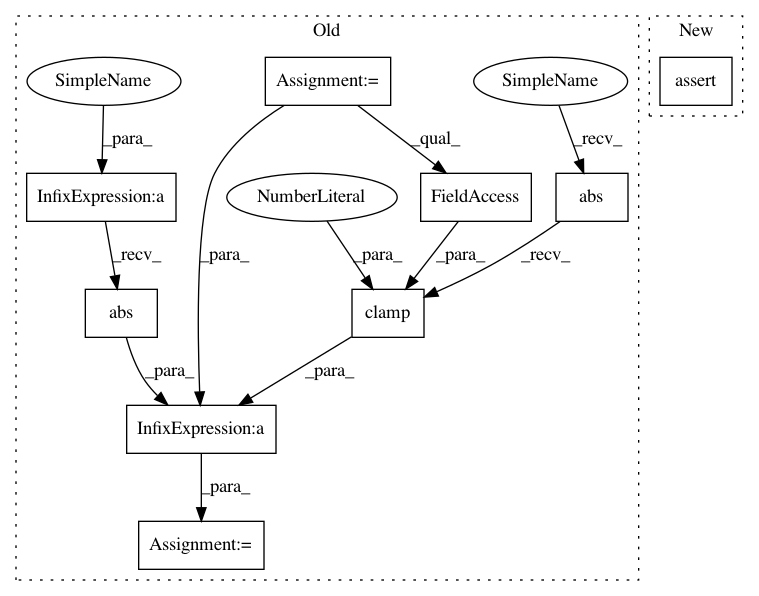 Old
New
SimpleName
Assignment:=
SimpleName
assert
_para_
_qual_
_recv_
InfixExpression:a
NumberLiteral
FieldAccess
abs
_recv_
_para_
_para_
_para_
_recv_
abs
clamp
_para_
_para_
InfixExpression:a
_para_
Assignment:=